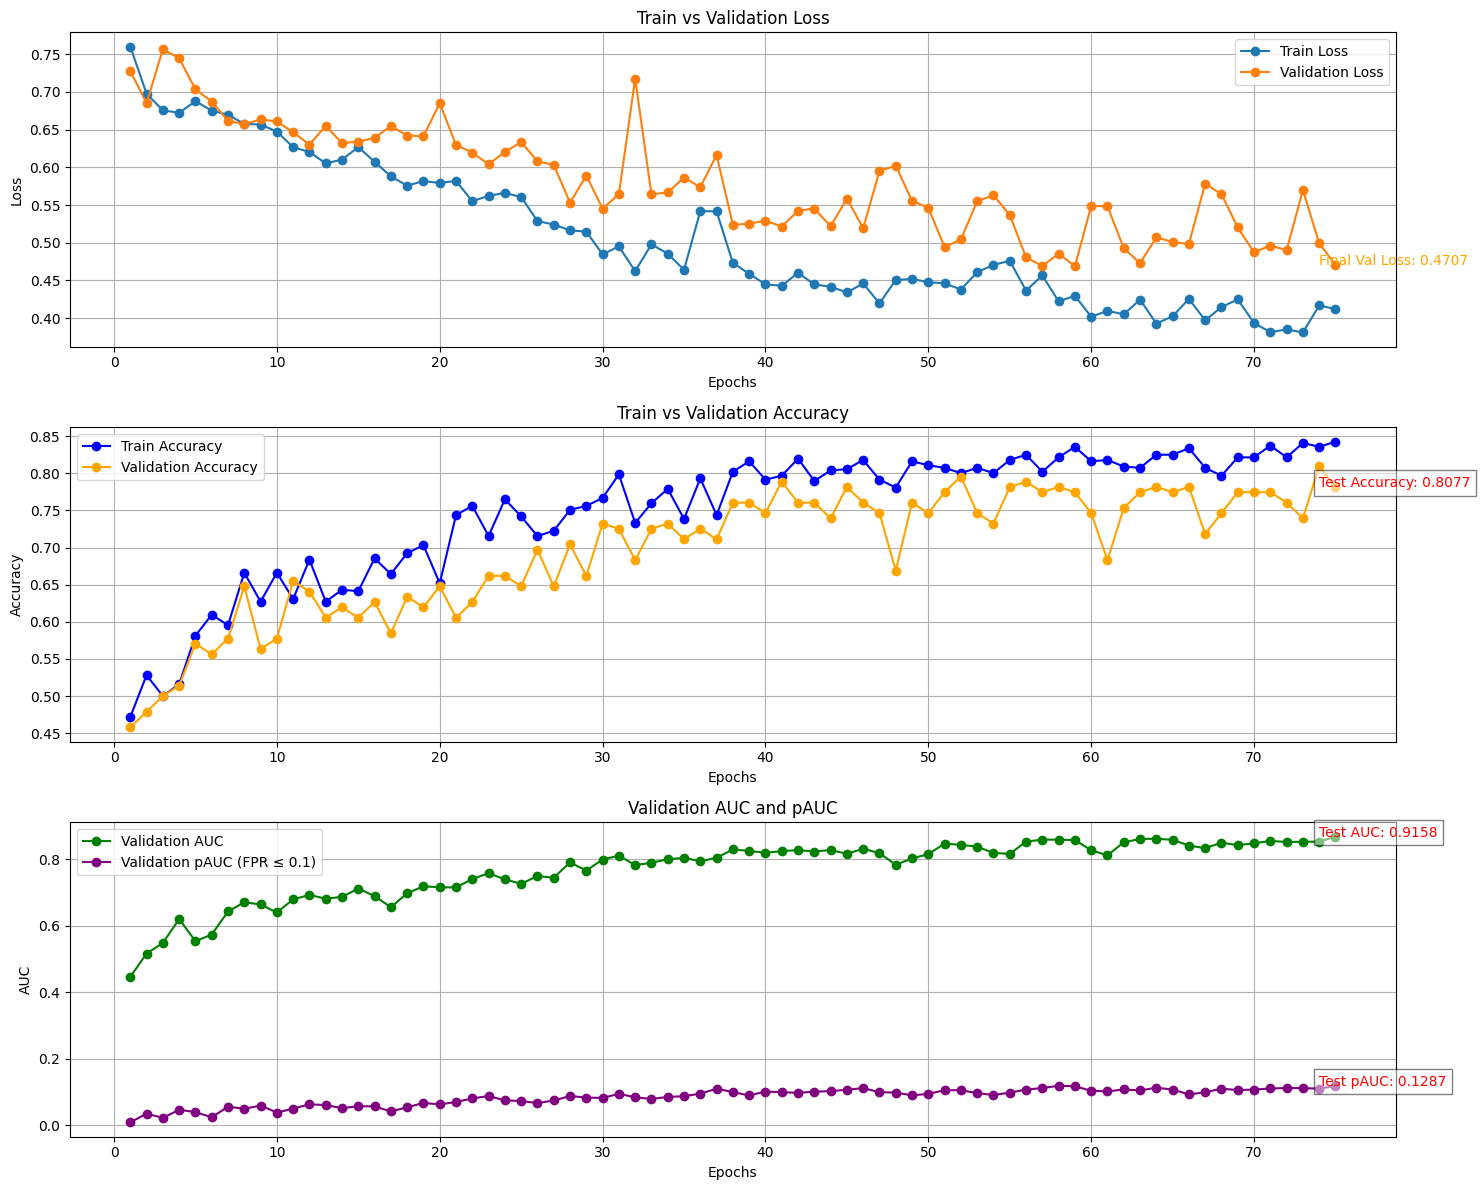 Train vs Validation Loss
Loss
0.75
0.70
0.65
0.60
0.55
0.50
0.45
0.40
Train Loss
Validation Loss
Final Val Loss: 0.4707
0 10 20 30 40 50 60 70
Epochs
Train vs Validation Accuracy
Accuracy
0.85
0.80
0.75
0.70
0.65
0.60
0.55
0.50
0.45
Train Accuracy
Validation Accuracy
Test Accuracy: 0.8077
0 10 20 30 40 50 60 70
Epochs
Validation AUC and pAUC
AUC
0.8
0.6
0.4
0.2
0.0
Validation AUC
Validation pAUC (FPR ≤ 0.1)
Test AUC: 0.9158
Test pAUC: 0.1287
0 10 20 30 40 50 60 70
Epochs